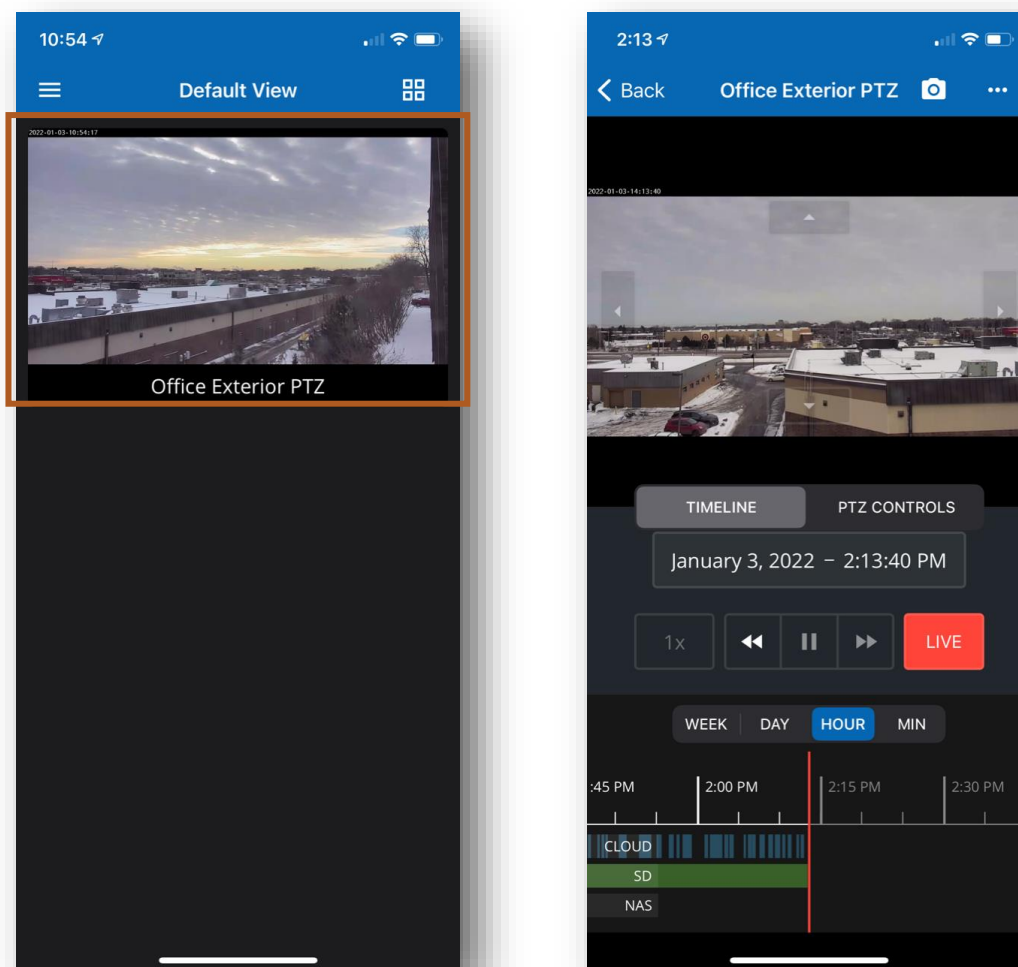 10:54
Default View
2022-01-03-10:54:17
Office Exterior PTZ
2:13
Back Office Exterior PTZ
2022-01-03-14:13:40
TIMELINE PTZ CONTROLS
January 3, 2022 – 2:13:40 PM
1x LIVE
WEEK DAY HOUR MIN
:45 PM 2:00 PM 2:15 PM 2:30 PM
CLOUD
SD
NAS